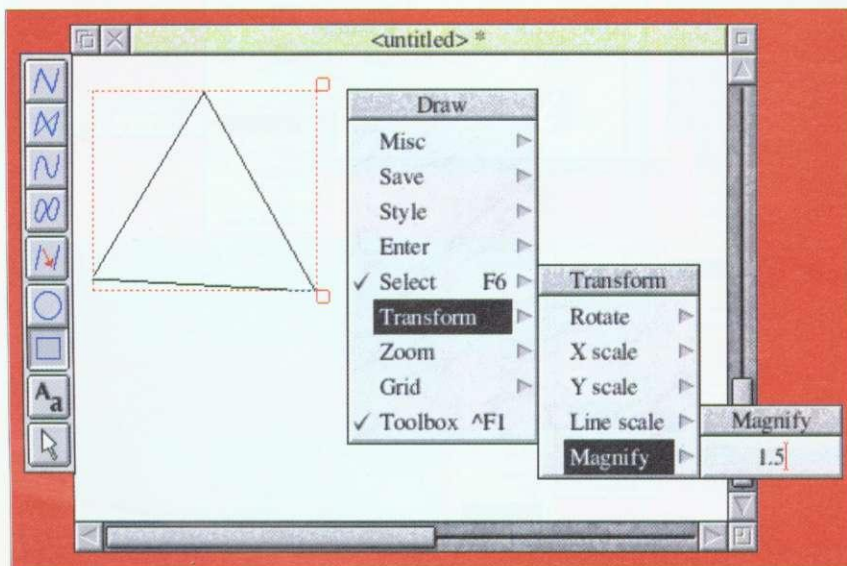 <untitled> *
Draw
Misc
Save
Style
Enter
✓ Select F6
Transform
Zoom
Grid
✓ Toolbox ^F1
Transform
Rotate
X scale
Y scale
Line scale
Magnify
Magnify
1.5
Aa